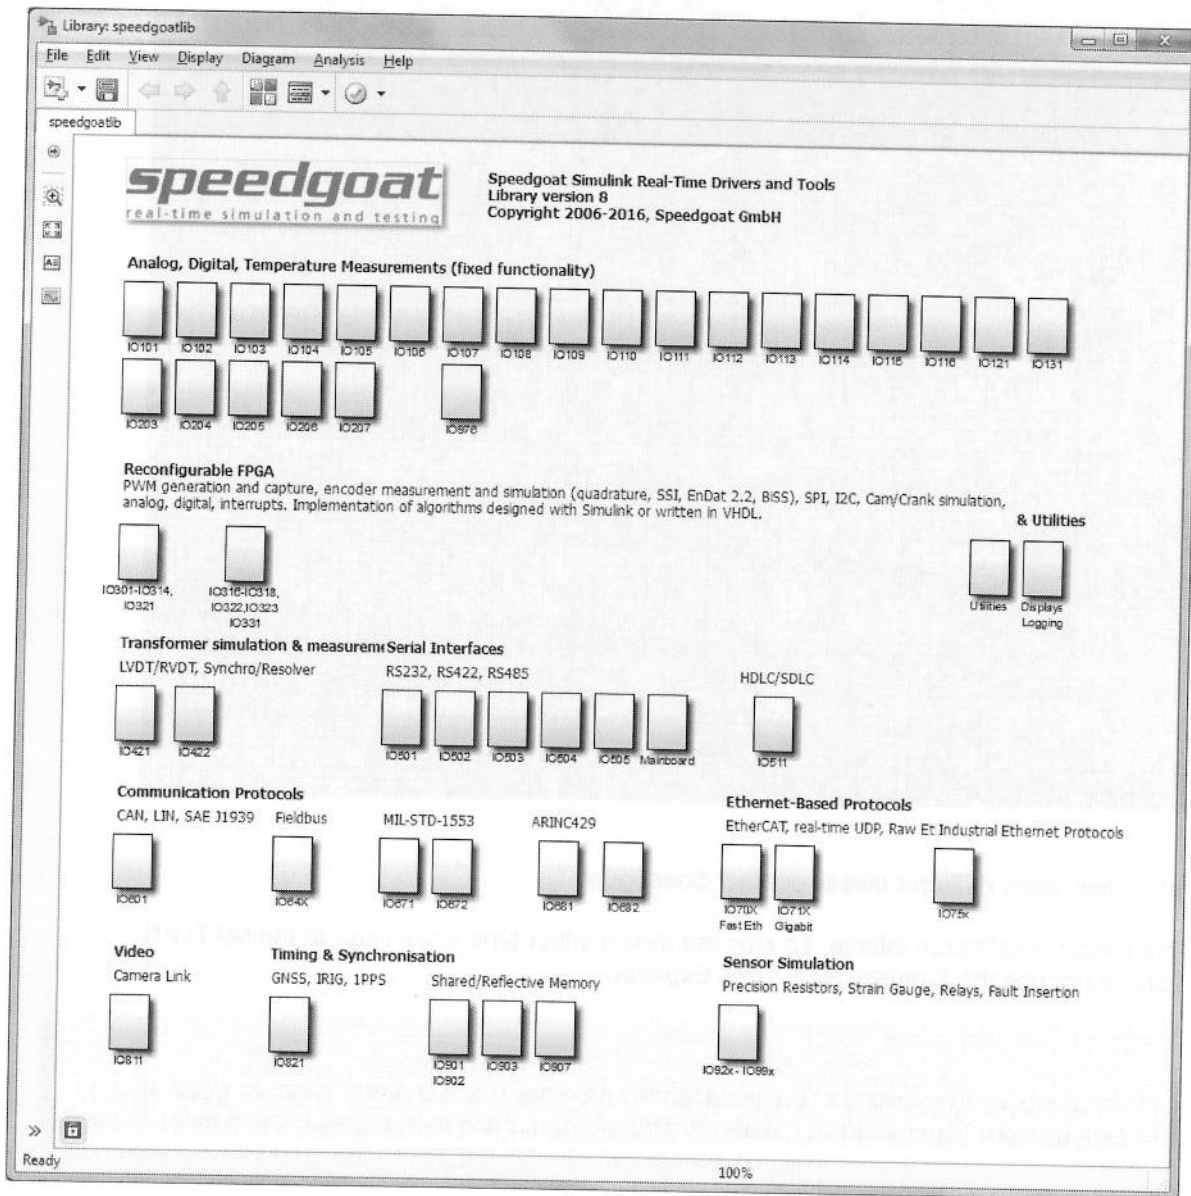 Library: speedgoatlib
File Edit View Display Diagram Analysis Help
speedgoatlib
speedgoat
real-time simulation and testing
Speedgoat Simulink Real-Time Drivers and Tools
Library version 8
Copyright 2006-2016, Speedgoat GmbH
Analog, Digital, Temperature Measurements (fixed functionality)
IO101 IO102 IO103 IO104 IO105 IO106 IO107 IO108 IO109 IO110 IO111 IO112 IO113 IO114 IO115 IO116 IO121 IO131
IO203 IO204 IO205 IO206 IO207 IO976
Reconfigurable FPGA
PWM generation and capture, encoder measurement and simulation (quadrature, SSI, EnDat 2.2, BiSS), SPI, I2C, Cam/Crank simulation,
analog, digital, interrupts. Implementation of algorithms designed with Simulink or written in VHDL.
& Utilities
IO301-IO314,
IO321
IO316-IO318,
IO322,IO323
IO331
Utilities
Displays
Logging
Transformer simulation & measurem
LVDT/RVDT, Synchro/Resolver
IO421 IO422
Serial Interfaces
RS232, RS422, RS485
IO501 IO502 IO503 IO504 IO505 Mainboard
HDLC/SDLC
IO511
Communication Protocols
CAN, LIN, SAE J1939
IO601
Fieldbus
IO64X
MIL-STD-1553
IO671 IO672
ARINC429
IO681 IO682
Ethernet-Based Protocols
EtherCAT, real-time UDP, Raw Et Industrial Ethernet Protocols
IO70X
Fast Eth
IO71X
Gigabit
IO75x
Video
Camera Link
IO811
Timing & Synchronisation
GNSS, IRIG, 1PPS
IO821
Shared/Reflective Memory
IO901
IO902
IO903 IO907
Sensor Simulation
Precision Resistors, Strain Gauge, Relays, Fault Insertion
IO92x - IO99x
Ready
100%